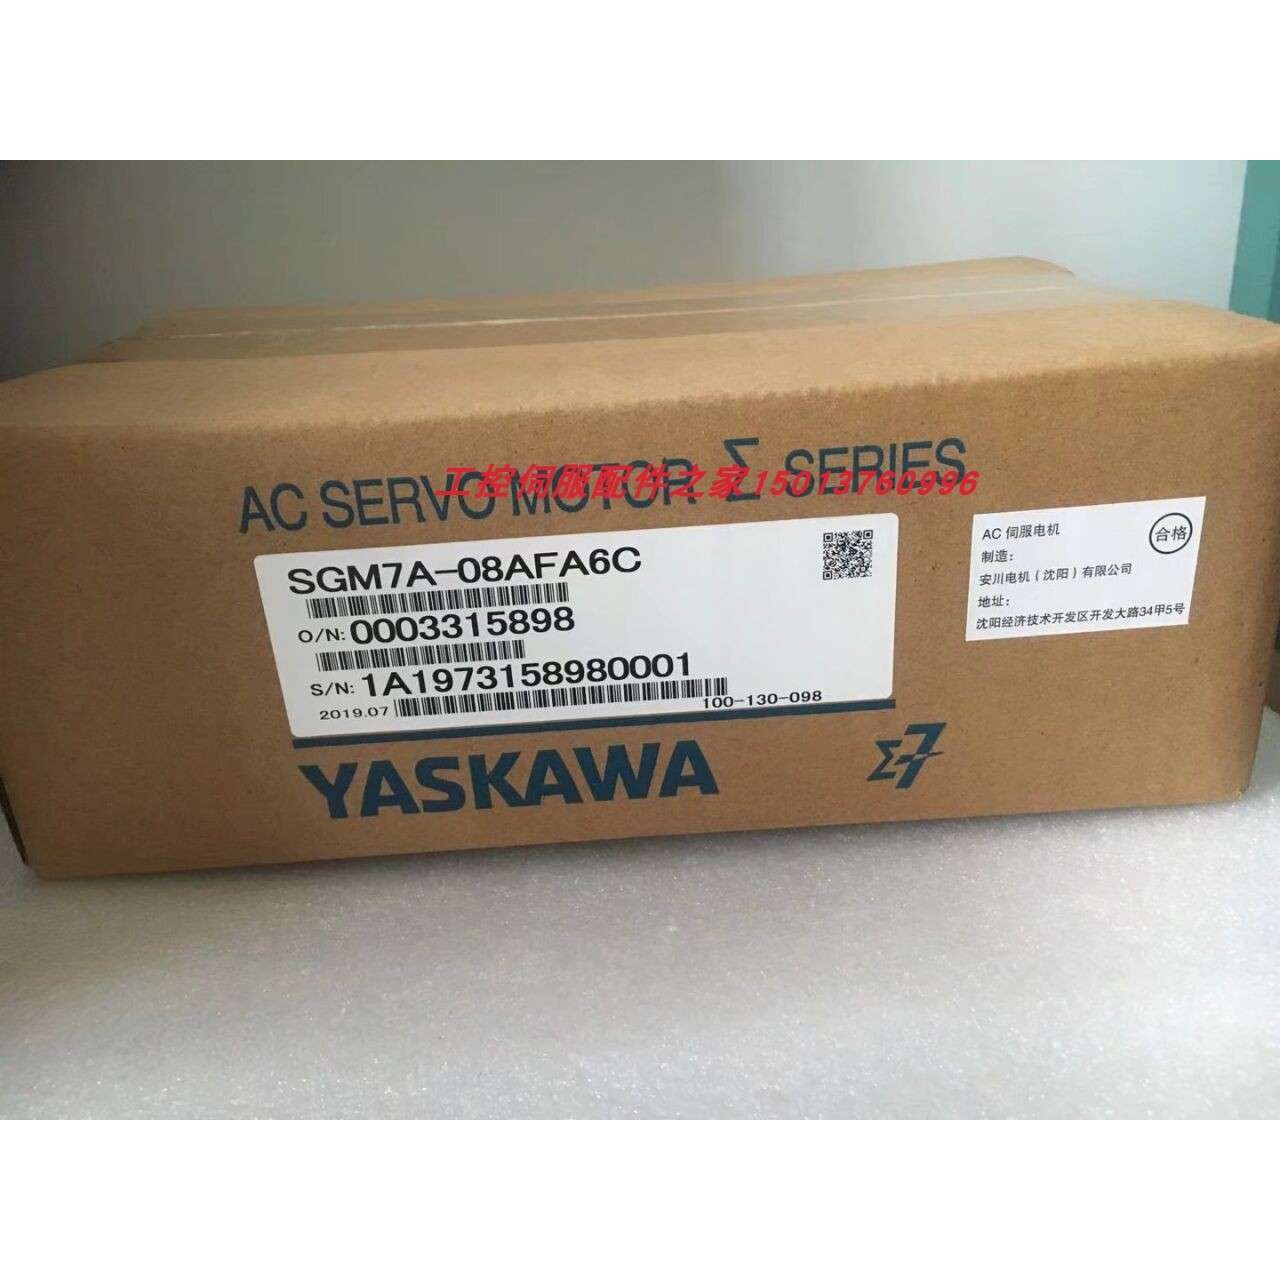 AC SERVO MOTOR Σ SERIES
工控伺服配件之家15013760996
SGM7A-08AFA6C
O/N: 0003315898
S/N: 1A1973158980001
2019.07
100-130-098
YASKAWA
Σ-7
AC 伺服电机
合格
制造：
安川电机（沈阳）有限公司
地址：
沈阳经济技术开发区开发大路34甲5号